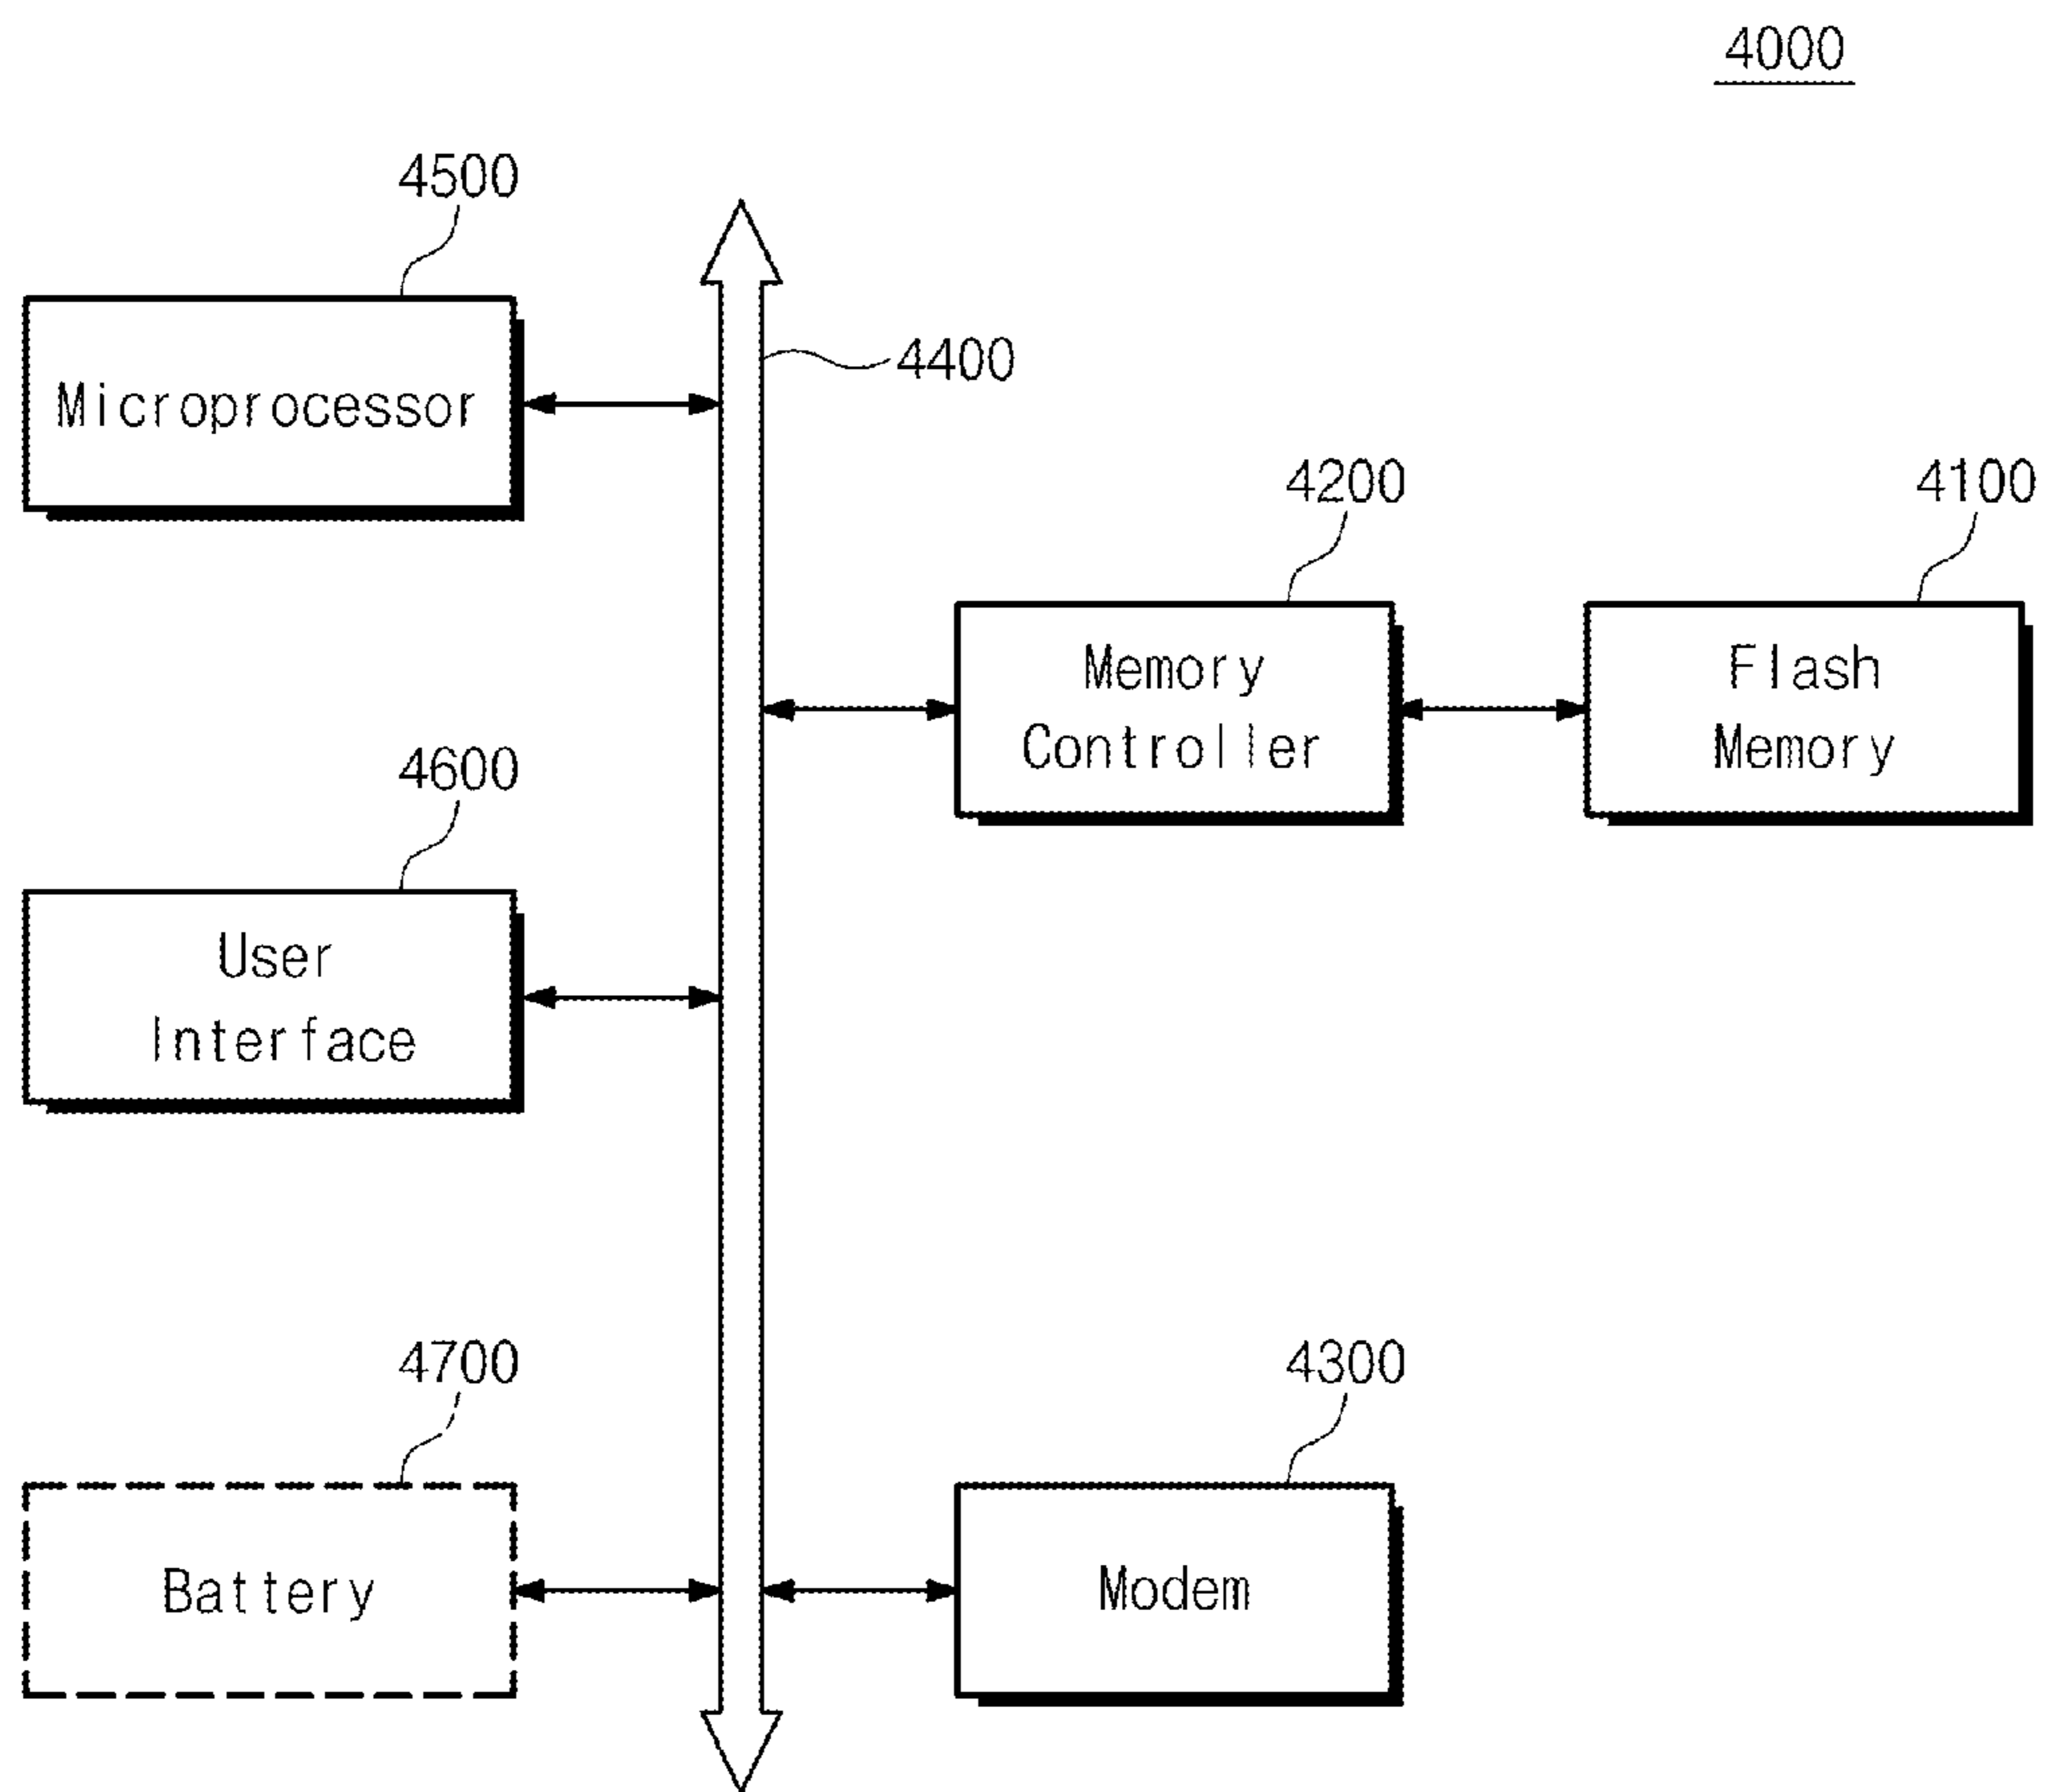 4000
4500
Microprocessor
4400
4200
Memory
Controller
4100
Flash
Memory
4600
User
Interface
4700
Battery
4300
Modem